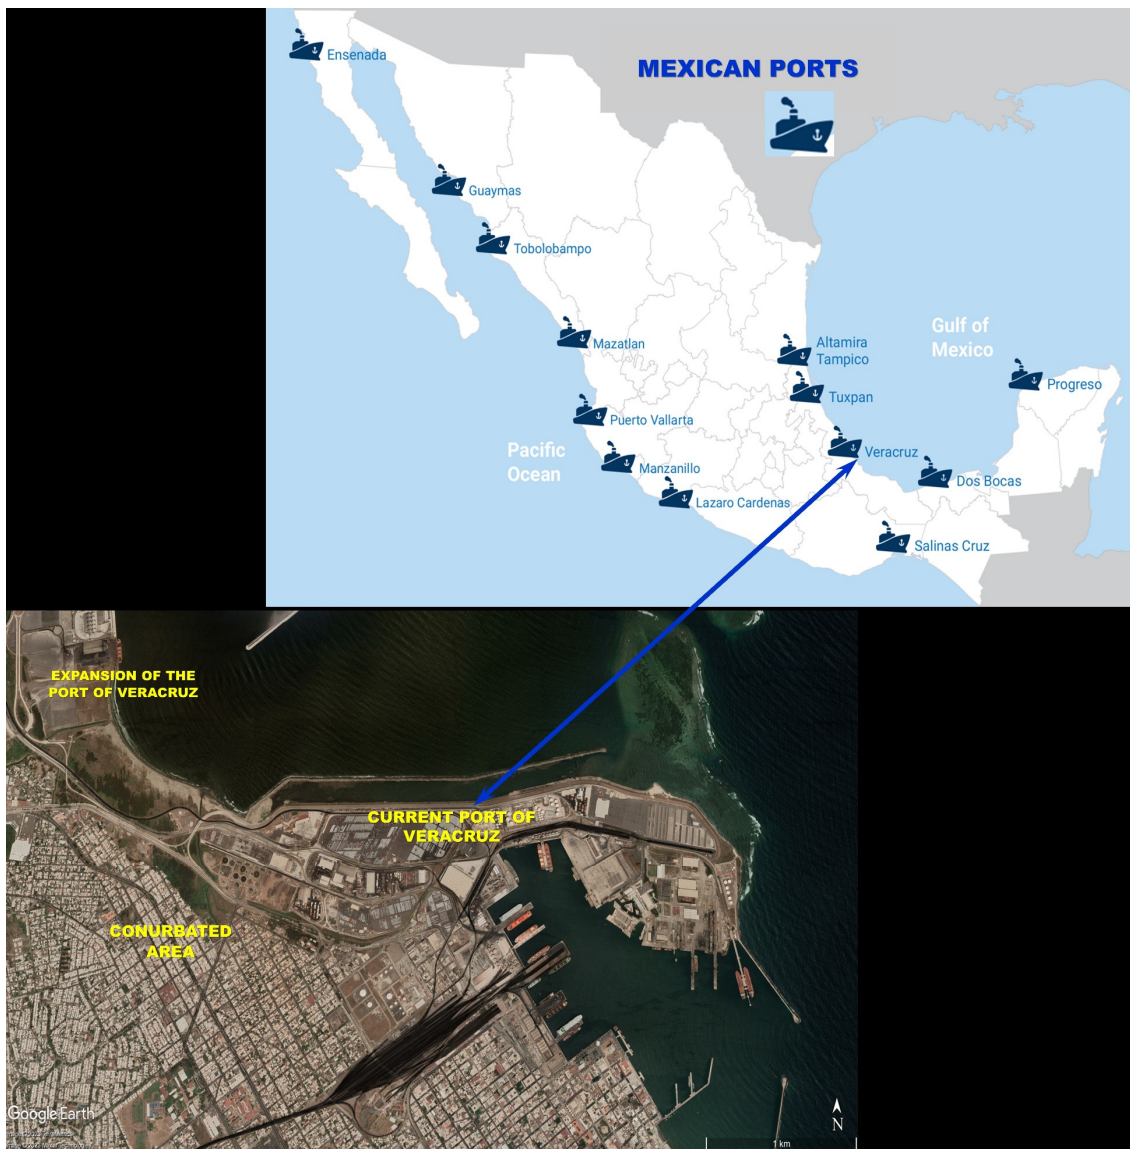 MEXICAN PORTS
Ensenada
Guaymas
Tobolobampo
Mazatlan
Puerto Vallarta
Manzanillo
Lazaro Cardenas
Pacific
Ocean
Gulf of
Mexico
Altamira
Tampico
Tuxpan
Veracruz
Progreso
Dos Bocas
Salinas Cruz
EXPANSION OF THE
PORT OF VERACRUZ
CURRENT PORT OF
VERACRUZ
CONURBATED
AREA
Google Earth
N
1 km